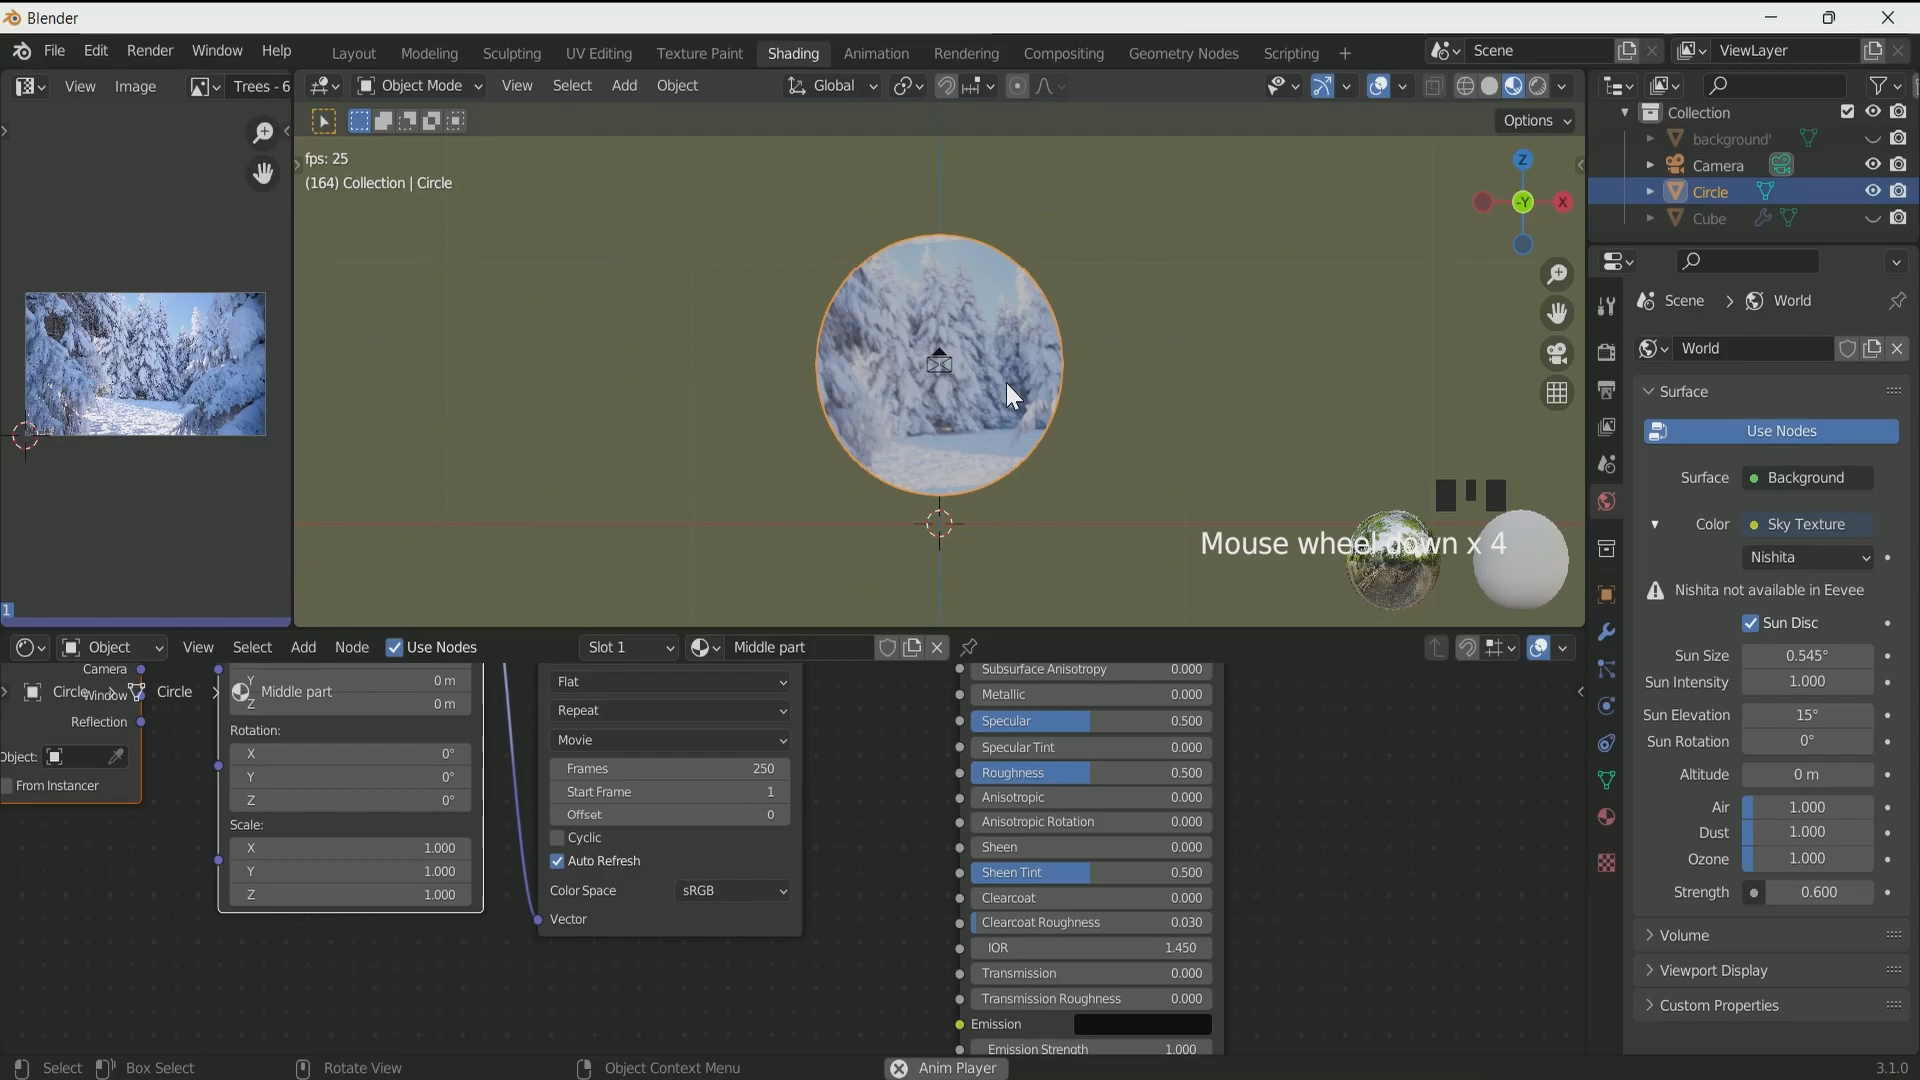 Blender
File Edit Render Window Help
Layout Modeling Sculpting UV Editing Texture Paint Shading Animation Rendering Compositing Geometry Nodes Scripting +
Scene
ViewLayer
View Image
Trees - 6
Object Mode View Select Add Object
Global
Options
fps: 25
(164) Collection | Circle
Z
-Y
X
Mouse wheel down x 4
1
Collection
background'
Camera
Circle
Cube
Scene > World
World
Surface
Use Nodes
Surface Background
Color Sky Texture
Nishita
Nishita not available in Eevee
Sun Disc
Sun Size 0.545°
Sun Intensity 1.000
Sun Elevation 15°
Sun Rotation 0°
Altitude 0 m
Air 1.000
Dust 1.000
Ozone 1.000
Strength 0.600
Volume
Viewport Display
Custom Properties
Object View Select Add Node Use Nodes Slot 1 Middle part
Camera
Window
Reflection
Object:
From Instancer
Circle > Circle > Middle part
Y 0 m
Z 0 m
Rotation:
X 0°
Y 0°
Z 0°
Scale:
X 1.000
Y 1.000
Z 1.000
Flat
Repeat
Movie
Frames 250
Start Frame 1
Offset 0
Cyclic
Auto Refresh
Color Space sRGB
Vector
Subsurface Anisotropy 0.000
Metallic 0.000
Specular 0.500
Specular Tint 0.000
Roughness 0.500
Anisotropic 0.000
Anisotropic Rotation 0.000
Sheen 0.000
Sheen Tint 0.500
Clearcoat 0.000
Clearcoat Roughness 0.030
IOR 1.450
Transmission 0.000
Transmission Roughness 0.000
Emission
Emission Strength 1.000
Select Box Select Rotate View Object Context Menu Anim Player 3.1.0